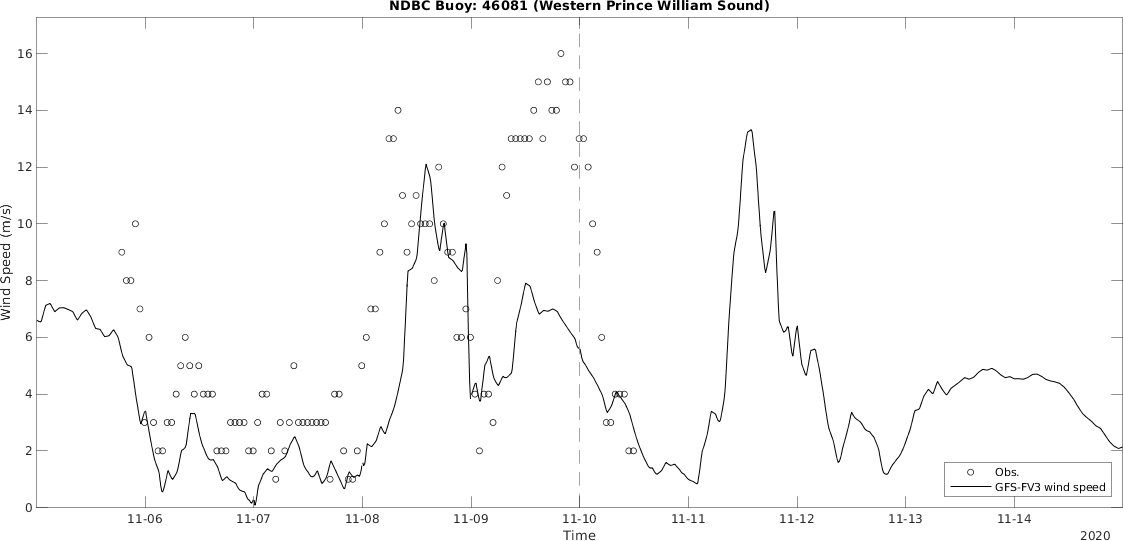 NDBC Buoy: 46081 (Western Prince William Sound)
Wind Speed (m/s)
16
14
12
10
8
6
4
2
0
11-06 11-07 11-08 11-09 11-10 11-11 11-12 11-13 11-14
Time
2020
Obs.
GFS-FV3 wind speed